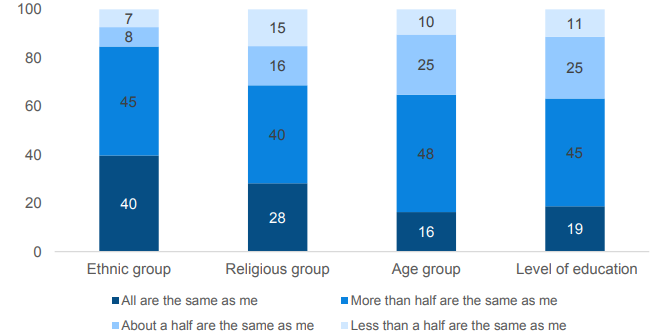 100
80
60
40
20
0
7
8
45
40
15
16
40
28
10
25
48
16
11
25
45
19
Ethnic group
Religious group
Age group
Level of education
All are the same as me
More than half are the same as me
About a half are the same as me
Less than a half are the same as me